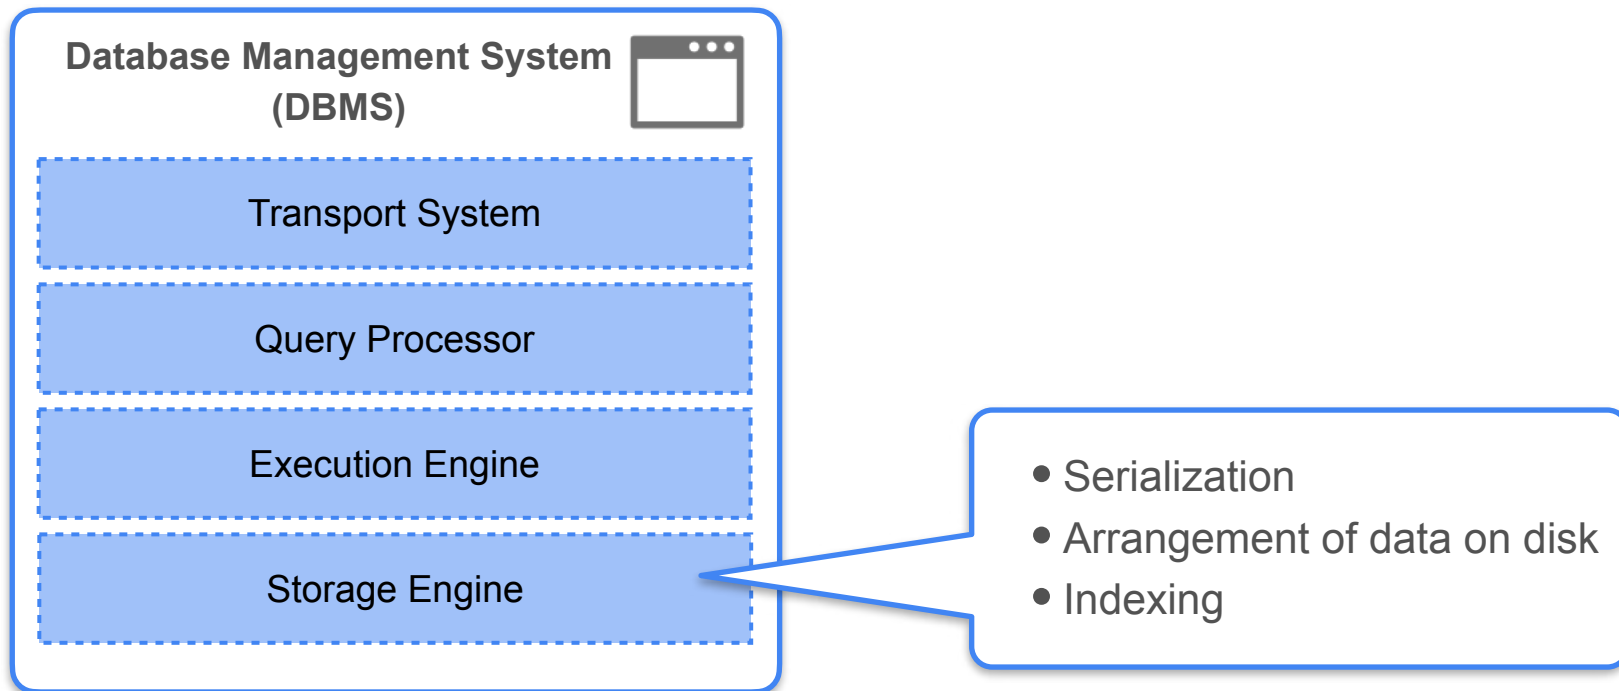 Database Management System
(DBMS)
Transport System
Query Processor
Execution Engine
Storage Engine
• Serialization
• Arrangement of data on disk
• Indexing